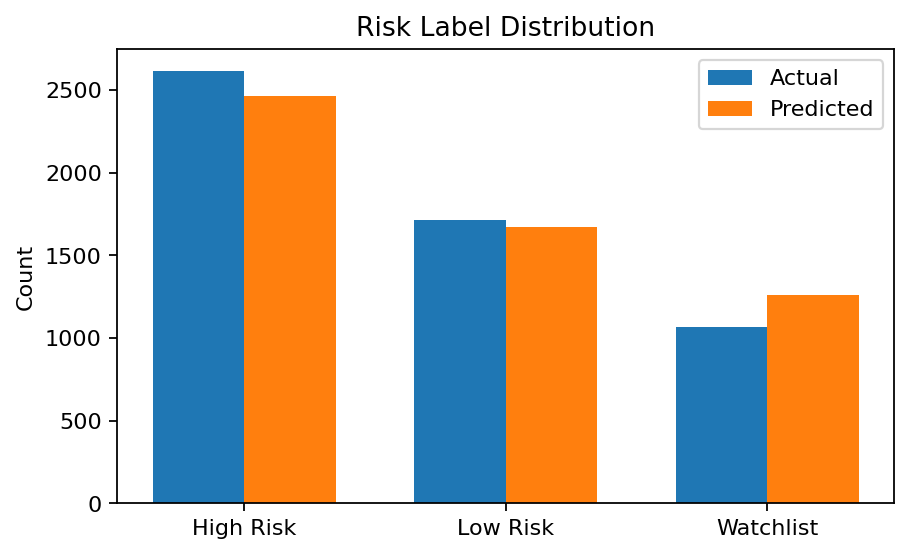 Risk Label Distribution
Actual
Predicted
2500
2000
1500
1000
500
0
Count
High Risk
Low Risk
Watchlist